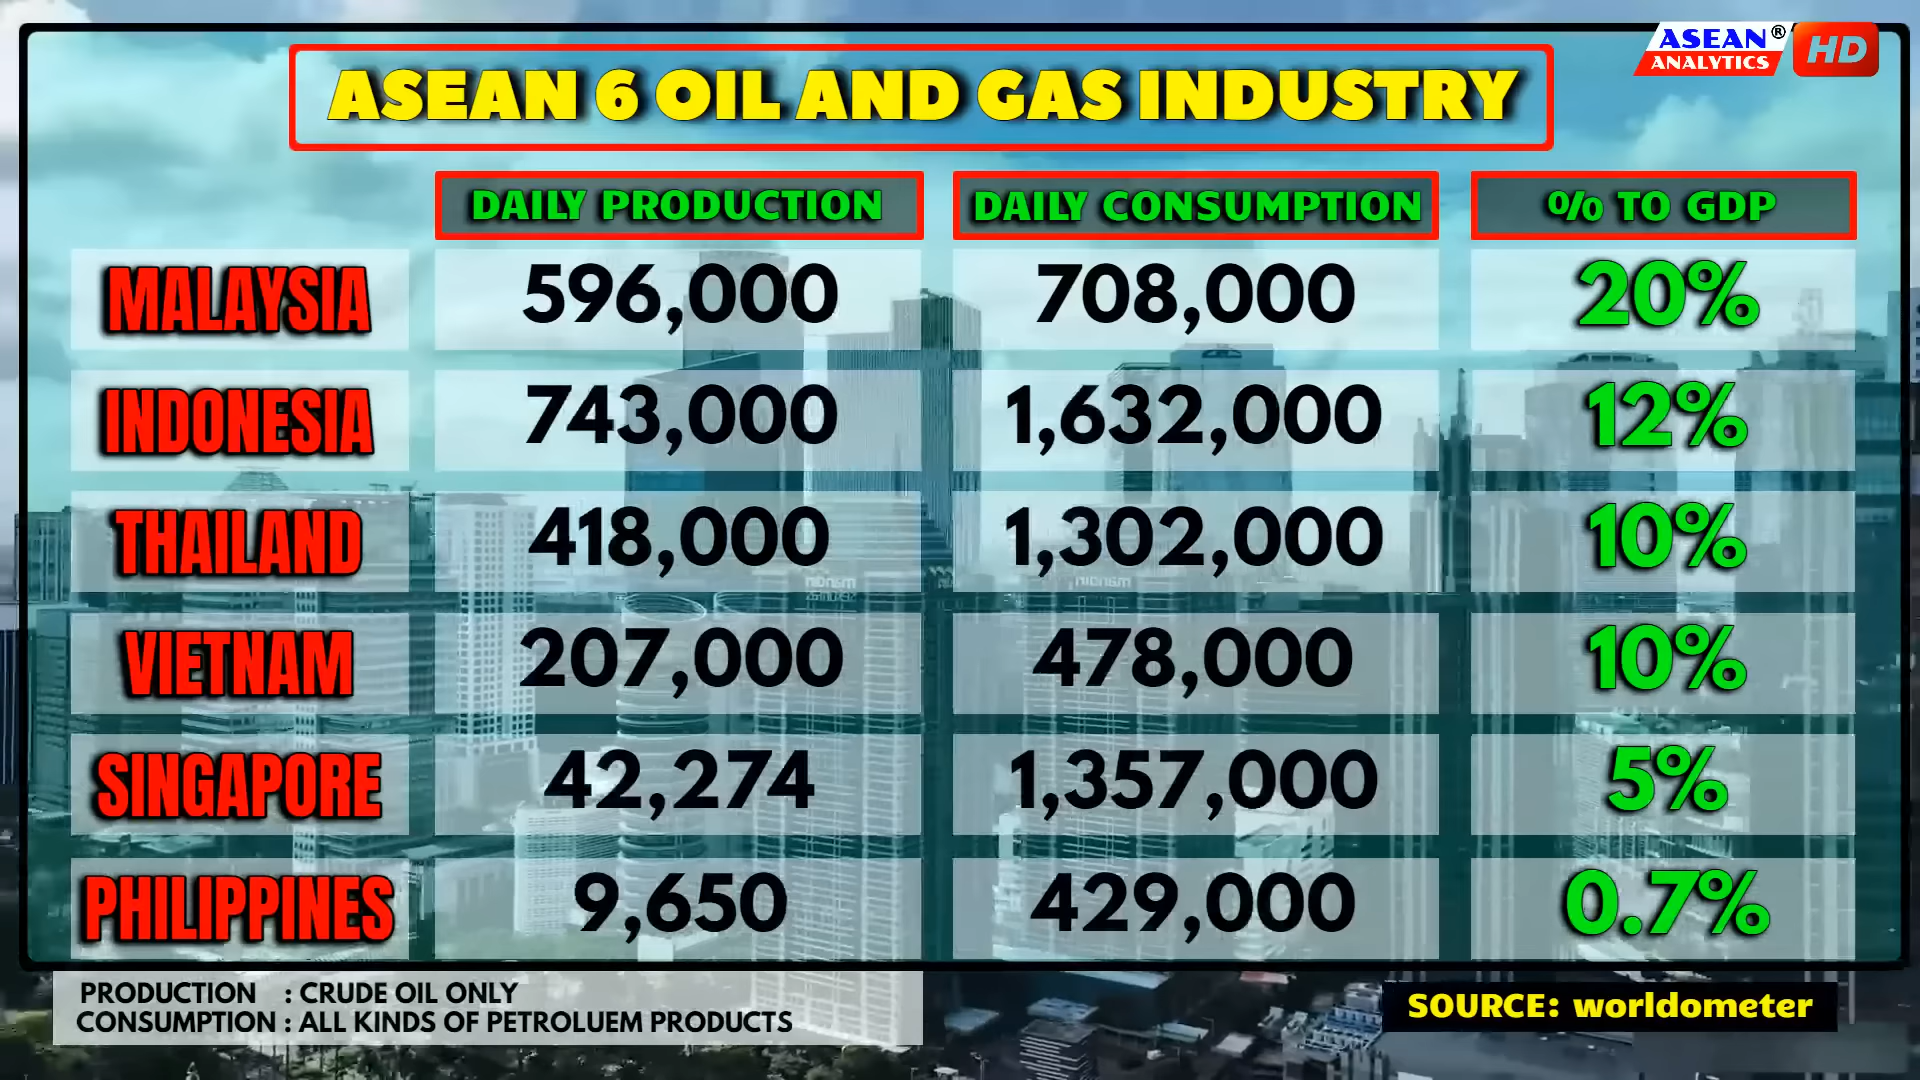 ASEAN®
ANALYTICS
HD
ASEAN 6 OIL AND GAS INDUSTRY
DAILY PRODUCTION DAILY CONSUMPTION % TO GDP
MALAYSIA 596,000 708,000 20%
INDONESIA 743,000 1,632,000 12%
THAILAND 418,000 1,302,000 10%
VIETNAM 207,000 478,000 10%
SINGAPORE 42,274 1,357,000 5%
PHILIPPINES 9,650 429,000 0.7%
PRODUCTION : CRUDE OIL ONLY
CONSUMPTION : ALL KINDS OF PETROLUEM PRODUCTS
SOURCE: worldometer